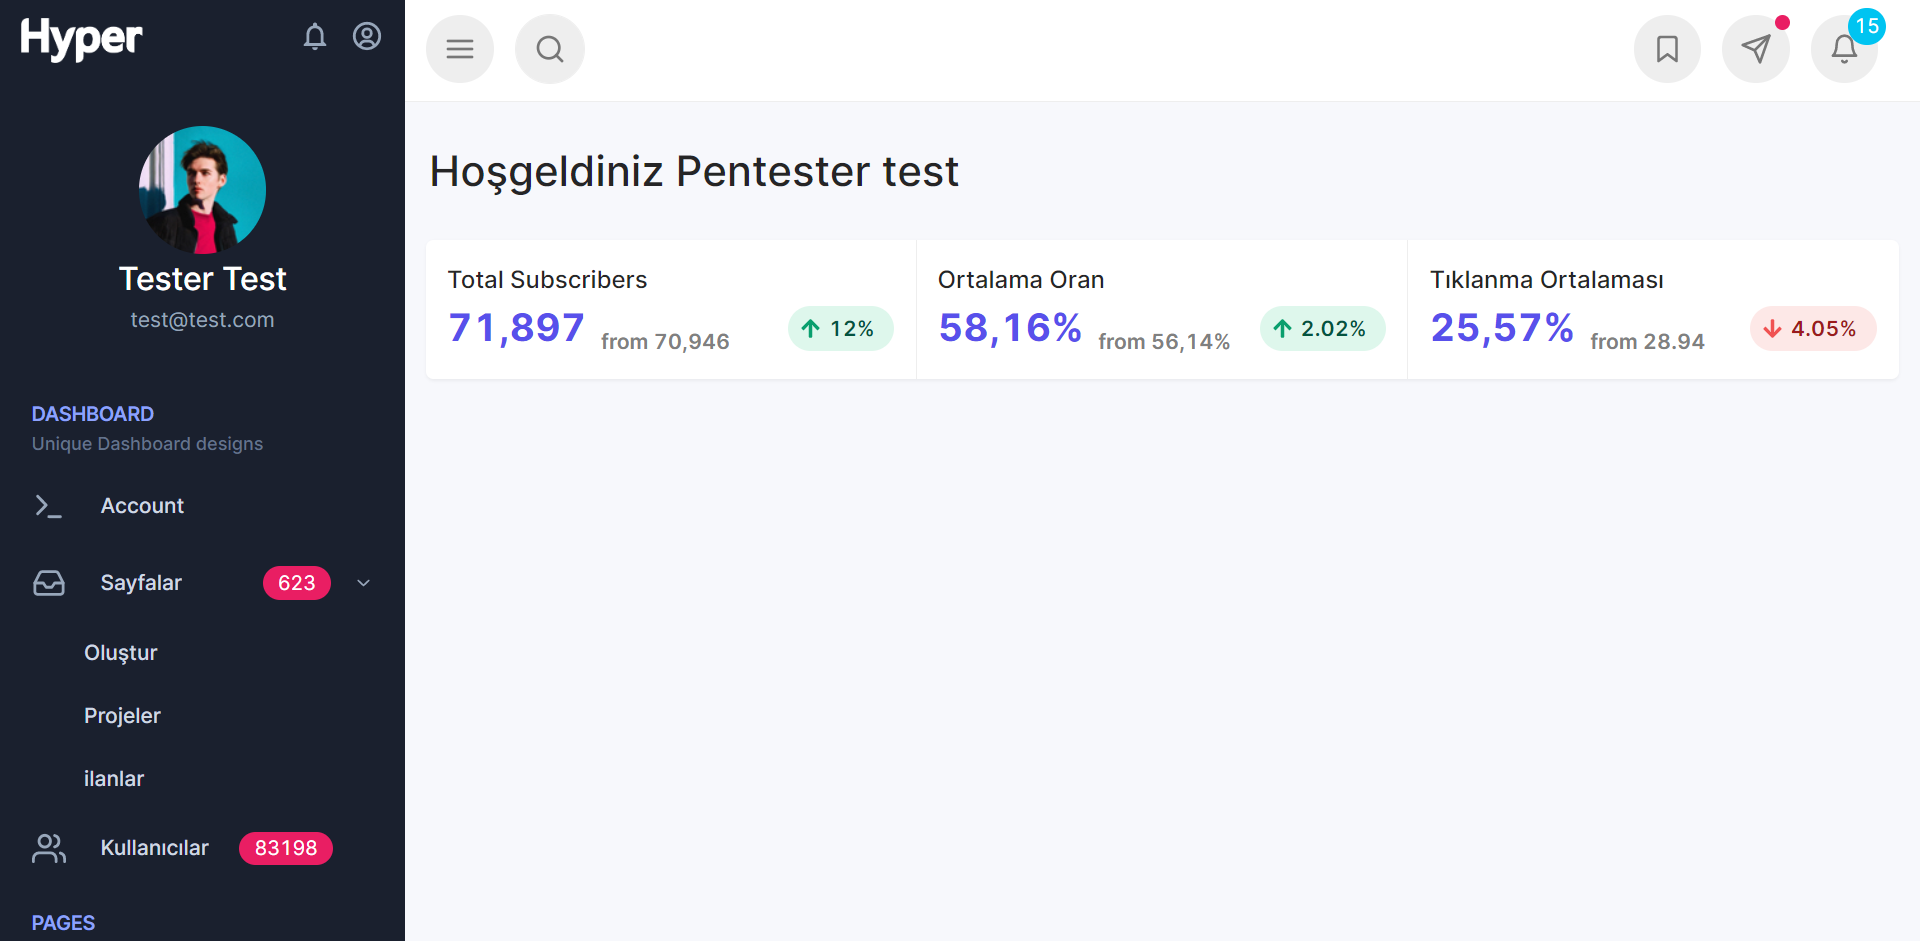 Hyper
15
Tester Test
test@test.com
DASHBOARD
Unique Dashboard designs
Account
Sayfalar 623
Oluştur
Projeler
ilanlar
Kullanıcılar 83198
PAGES
Hoşgeldiniz Pentester test
Total Subscribers
71,897 from 70,946 12%
Ortalama Oran
58,16% from 56,14% 2.02%
Tıklanma Ortalaması
25,57% from 28.94 4.05%